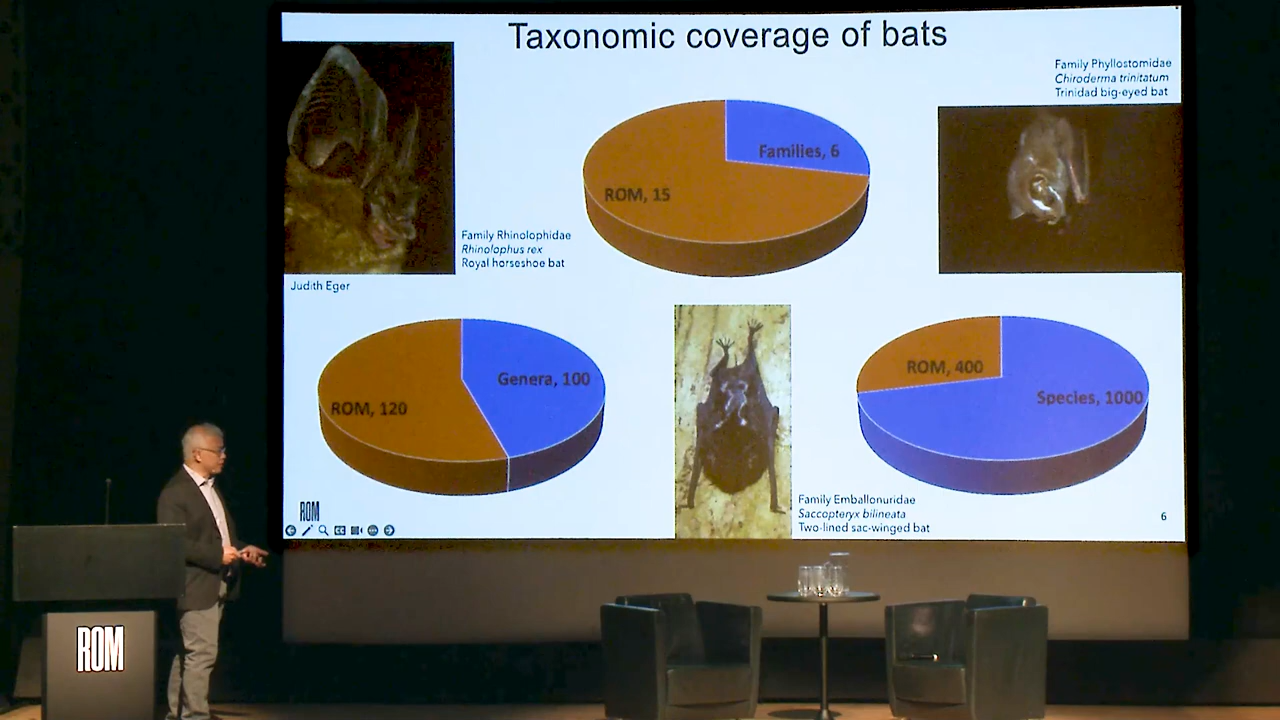 Taxonomic coverage of bats
Family Phyllostomidae
Chiroderma trinitatum
Trinidad big-eyed bat
Families, 6
ROM, 15
Family Rhinolophidae
Rhinolophus rex
Royal horseshoe bat
Judith Eger
Genera, 100
ROM, 120
ROM, 400
Species, 1000
Family Emballonuridae
Saccopteryx bilineata
Two-lined sac-winged bat
ROM
6
ROM